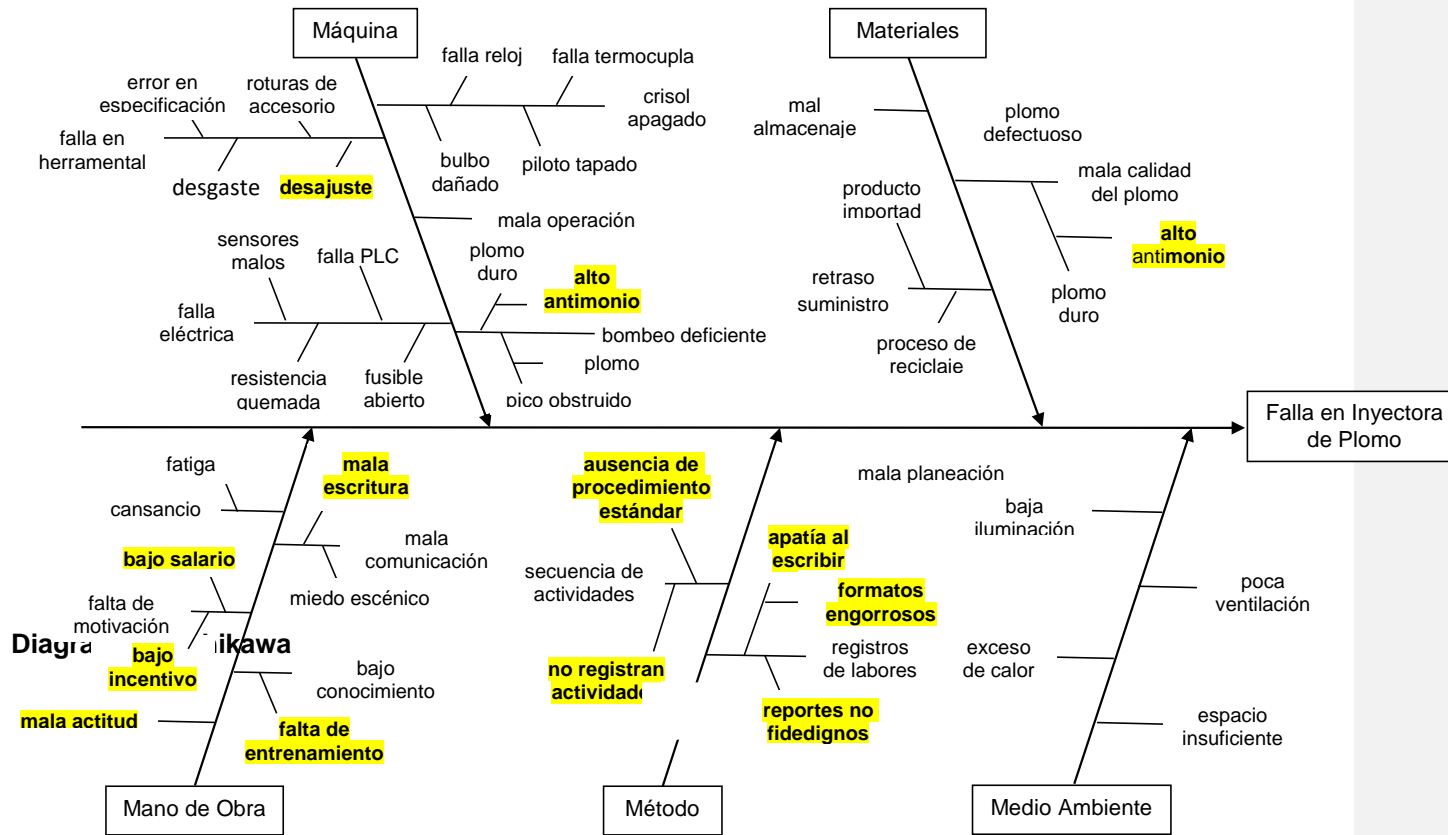 Máquina
Materiales
falla reloj
falla termocupla
error en
especificación
roturas de
accesorio
crisol
apagado
falla en
herramental
desgaste
desajuste
bulbo
dañado
piloto tapado
mala operación
sensores
malos
falla PLC
plomo
duro
alto
antimonio
falla
eléctrica
bombeo deficiente
resistencia
quemada
fusible
abierto
plomo
pico obstruido
mal
almacenaje
plomo
defectuoso
producto
importad
mala calidad
del plomo
alto
antimonio
retraso
suministro
plomo
duro
proceso de
reciclaje
Falla en Inyectora
de Plomo
fatiga
mala
escritura
cansancio
bajo salario
mala
comunicación
miedo escénico
falta de
motivación
Diagra
ikawa
bajo
incentivo
bajo
conocimiento
mala actitud
falta de
entrenamiento
ausencia de
procedimiento
estándar
mala planeación
apatía al
escribir
secuencia de
actividades
formatos
engorrosos
no registran
actividade
registros
de labores
reportes no
fidedignos
baja
iluminación
poca
ventilación
exceso
de calor
espacio
insuficiente
Mano de Obra
Método
Medio Ambiente